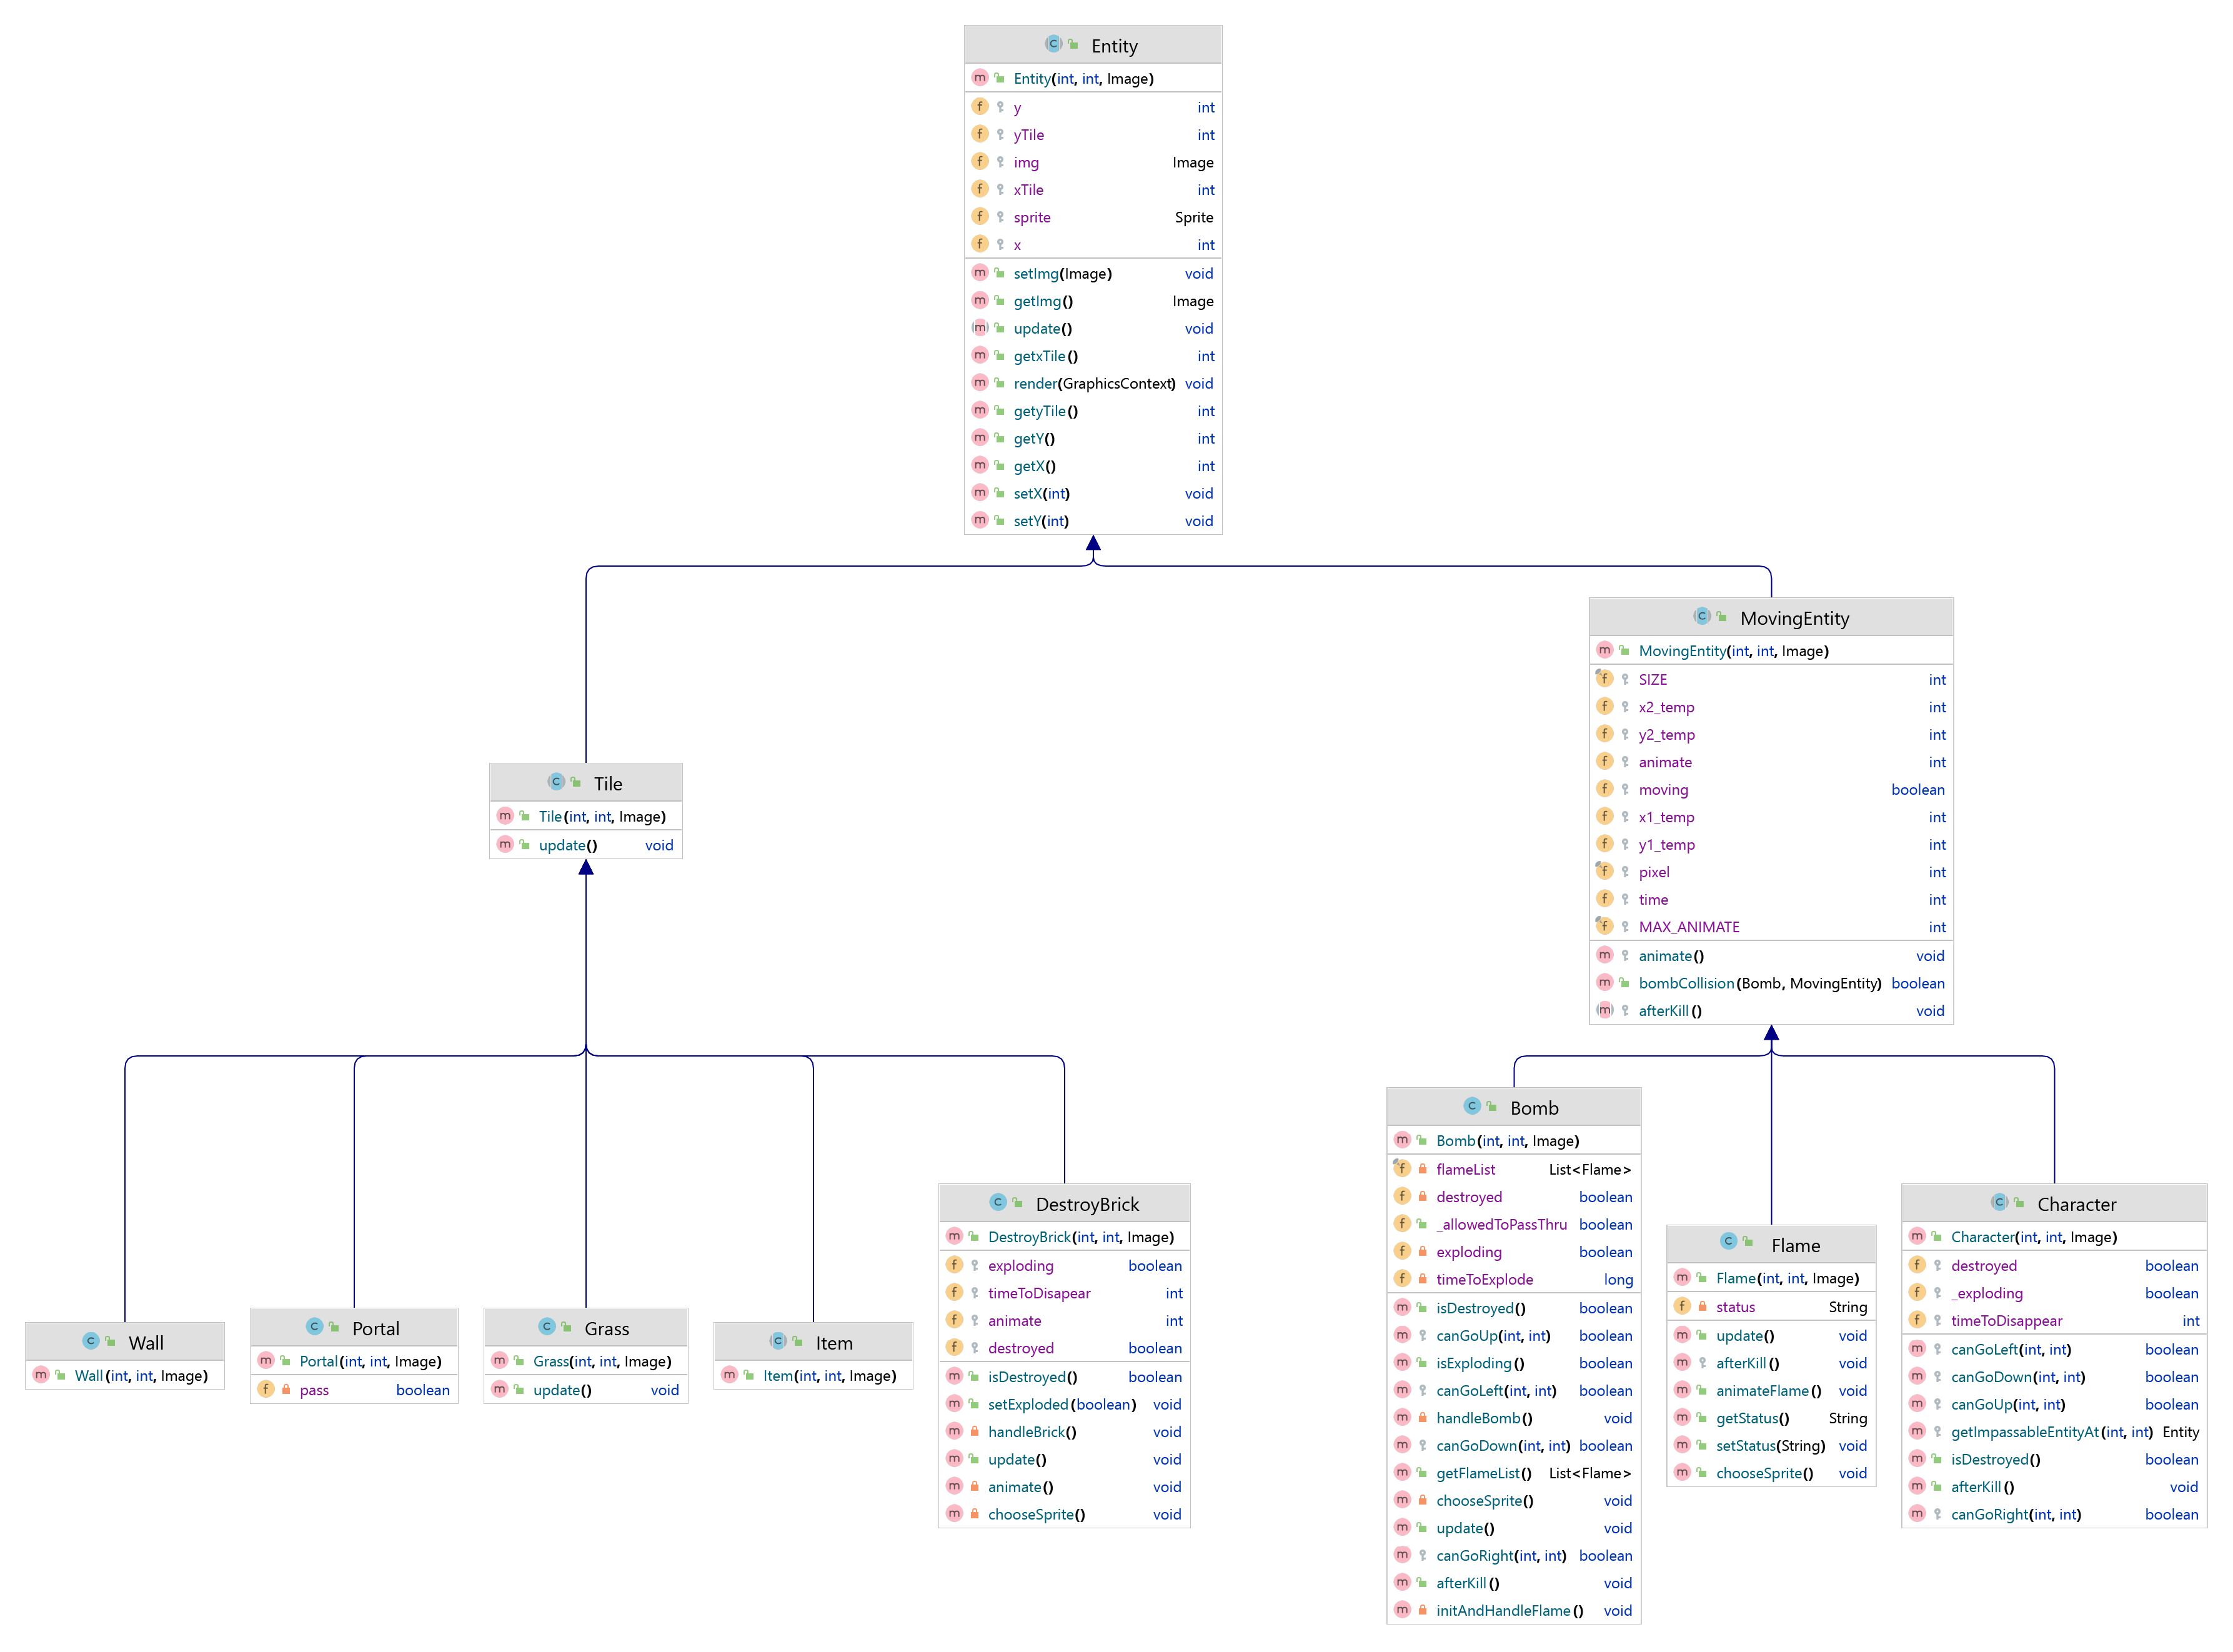 Entity
Entity(int, int, Image)
y int
yTile int
img Image
xTile int
sprite Sprite
x int
setImg(Image) void
getImg() Image
update() void
getxTile() int
render(GraphicsContext) void
getyTile() int
getY() int
getX() int
setX(int) void
setY(int) void
MovingEntity
MovingEntity(int, int, Image)
SIZE int
x2_temp int
y2_temp int
animate int
moving boolean
x1_temp int
y1_temp int
pixel int
time int
MAX_ANIMATE int
animate() void
bombCollision(Bomb, MovingEntity) boolean
afterKill() void
Tile
Tile(int, int, Image)
update() void
Wall
Wall(int, int, Image)
Portal
Portal(int, int, Image)
pass boolean
Grass
Grass(int, int, Image)
update() void
Item
Item(int, int, Image)
DestroyBrick
DestroyBrick(int, int, Image)
exploding boolean
timeToDisapear int
animate int
destroyed boolean
isDestroyed() boolean
setExploded(boolean) void
handleBrick() void
update() void
animate() void
chooseSprite() void
Bomb
Bomb(int, int, Image)
flameList List<Flame>
destroyed boolean
_allowedToPassThru boolean
exploding boolean
timeToExplode long
isDestroyed() boolean
canGoUp(int, int) boolean
isExploding() boolean
canGoLeft(int, int) boolean
handleBomb() void
canGoDown(int, int) boolean
getFlameList() List<Flame>
chooseSprite() void
update() void
canGoRight(int, int) boolean
afterKill() void
initAndHandleFlame() void
Flame
Flame(int, int, Image)
status String
update() void
afterKill() void
animateFlame() void
getStatus() String
setStatus(String) void
chooseSprite() void
Character
Character(int, int, Image)
destroyed boolean
_exploding boolean
timeToDisappear int
canGoLeft(int, int) boolean
canGoDown(int, int) boolean
canGoUp(int, int) boolean
getImpassableEntityAt(int, int) Entity
isDestroyed() boolean
afterKill() void
canGoRight(int, int) boolean